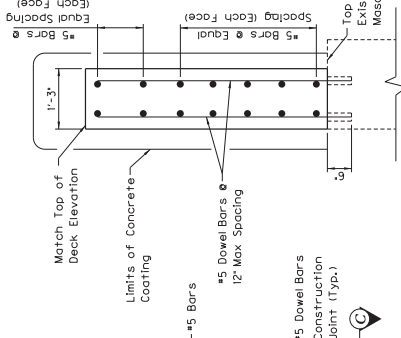 #5 Bars @
Equal Spacing
(Each Face)
#5 Bars @ Equal
Spacing (Each Face)
Top
Exis
Maso
1'-3"
Match Top of
Deck Elevation
Limits of Concrete
Coating
#5 Dowel Bars @
12" Max Spacing
9"
#5 Bars
#5 Dowel Bars
Construction
Joint (Typ.)
C